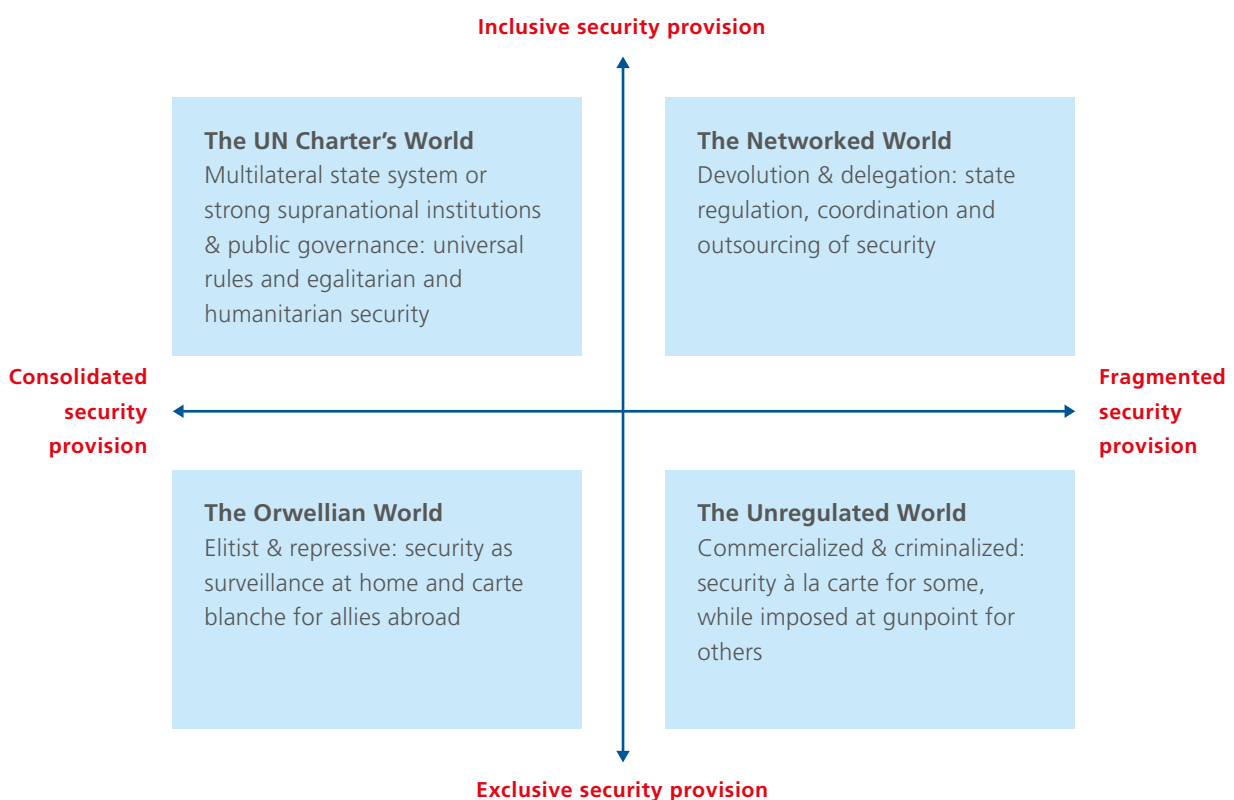 Inclusive security provision
The UN Charter's World
Multilateral state system or
strong supranational institutions
& public governance: universal
rules and egalitarian and
humanitarian security
The Networked World
Devolution & delegation: state
regulation, coordination and
outsourcing of security
Consolidated
security
provision
Fragmented
security
provision
The Orwellian World
Elitist & repressive: security as
surveillance at home and carte
blanche for allies abroad
The Unregulated World
Commercialized & criminalized:
security à la carte for some,
while imposed at gunpoint for
others
Exclusive security provision